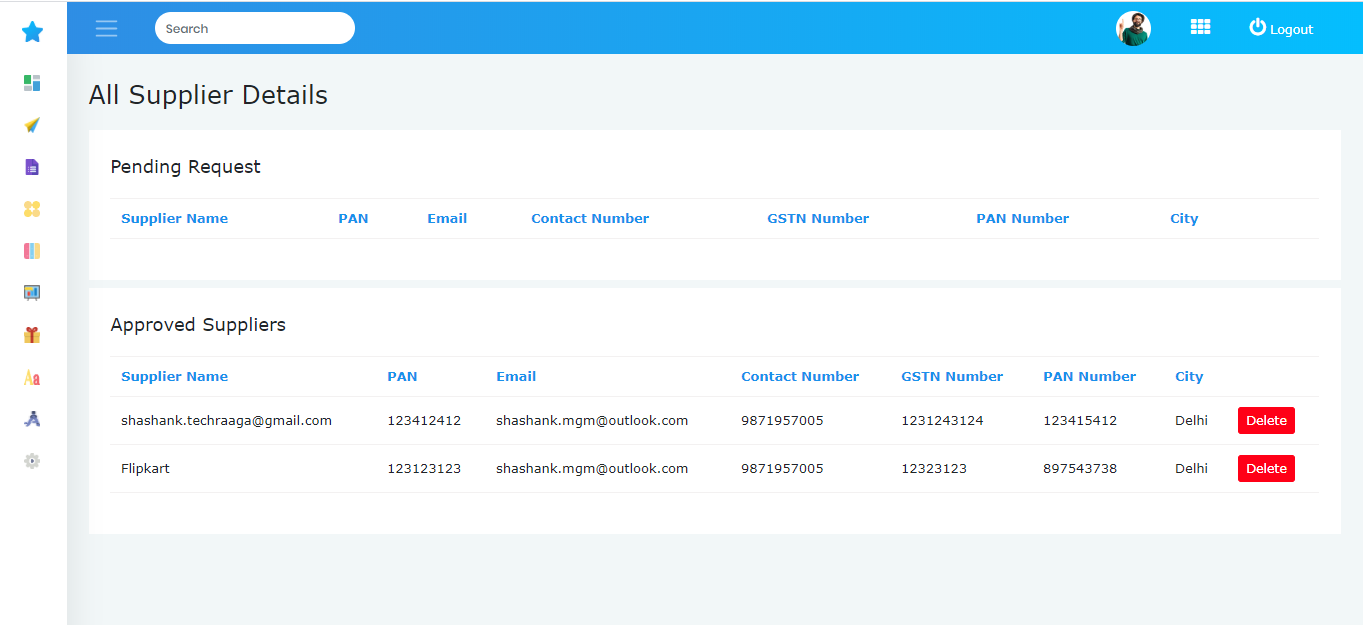 Search
Logout
All Supplier Details
Pending Request
Supplier Name PAN Email Contact Number GSTN Number PAN Number City
Approved Suppliers
Supplier Name PAN Email Contact Number GSTN Number PAN Number City
shashank.techraaga@gmail.com 123412412 shashank.mgm@outlook.com 9871957005 1231243124 123415412 Delhi Delete
Flipkart 123123123 shashank.mgm@outlook.com 9871957005 12323123 897543738 Delhi Delete
Aa